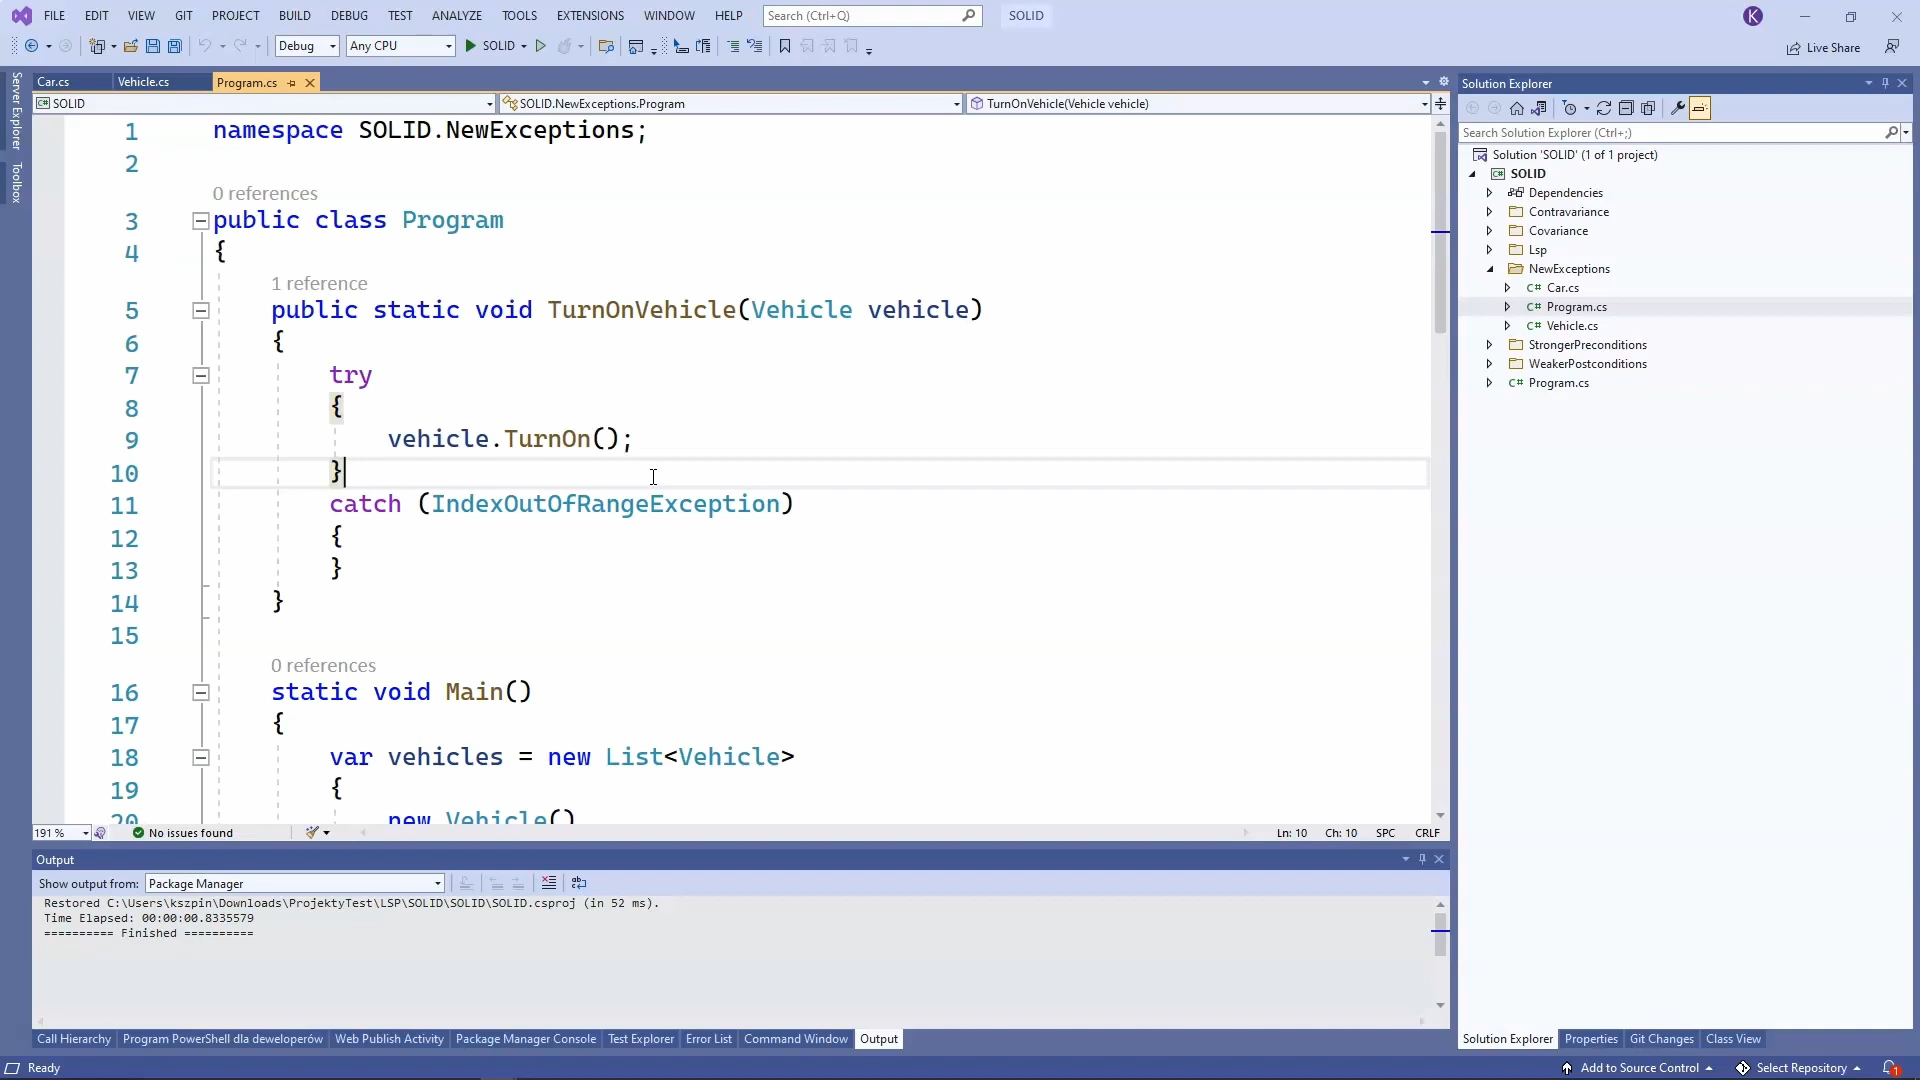 FILE EDIT VIEW GIT PROJECT BUILD DEBUG TEST ANALYZE TOOLS EXTENSIONS WINDOW HELP Search (Ctrl+Q) SOLID K
Debug Any CPU SOLID Live Share
Server Explorer
Toolbox
Car.cs Vehicle.cs Program.cs
SOLID SOLID.NewExceptions.Program TurnOnVehicle(Vehicle vehicle)
1 namespace SOLID.NewExceptions;
2
0 references
3 public class Program
4 {
1 reference
5 public static void TurnOnVehicle(Vehicle vehicle)
6 {
7 try
8 {
9 vehicle.TurnOn();
10 }
11 catch (IndexOutOfRangeException)
12 {
13 }
14 }
15
0 references
16 static void Main()
17 {
18 var vehicles = new List<Vehicle>
19 {
20 new Vehicle()
191 % No issues found Ln: 10 Ch: 10 SPC CRLF
Output
Show output from: Package Manager
Restored C:\Users\kszpin\Downloads\ProjektyTest\LSP\SOLID\SOLID\SOLID.csproj (in 52 ms).
Time Elapsed: 00:00:00.8335579
========== Finished ==========
Call Hierarchy Program PowerShell dla deweloperów Web Publish Activity Package Manager Console Test Explorer Error List Command Window Output
Solution Explorer
Search Solution Explorer (Ctrl+;)
Solution 'SOLID' (1 of 1 project)
C# SOLID
Dependencies
Contravariance
Covariance
Lsp
NewExceptions
C# Car.cs
C# Program.cs
C# Vehicle.cs
StrongerPreconditions
WeakerPostconditions
C# Program.cs
Solution Explorer Properties Git Changes Class View
Ready Add to Source Control Select Repository 1